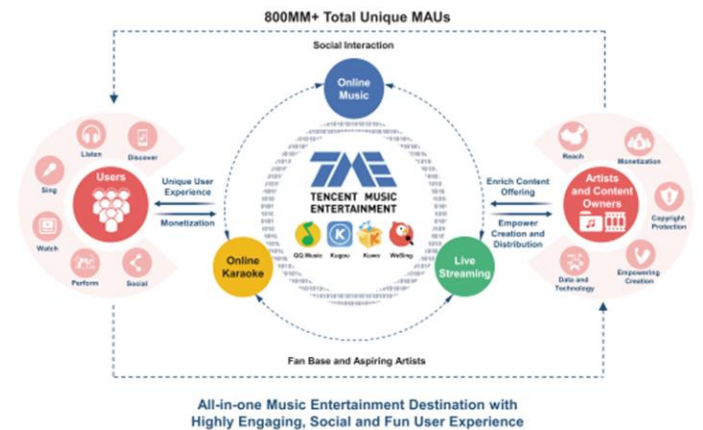 800MM+ Total Unique MAUs
Social Interaction
Online
Music
Listen
Discover
Sing
Users
Watch
Perform
Social
Unique User
Experience
Monetization
TME
TENCENT MUSIC
ENTERTAINMENT
QQ Music
Kugou
Kuwo
WeSing
Online
Karaoke
Live
Streaming
Enrich Content
Offering
Empower
Creation and
Distribution
Reach
Monetization
Artists
and Content
Owners
Copyright
Protection
Data and
Technology
Empowering
Creation
Fan Base and Aspiring Artists
All-in-one Music Entertainment Destination with
Highly Engaging, Social and Fun User Experience